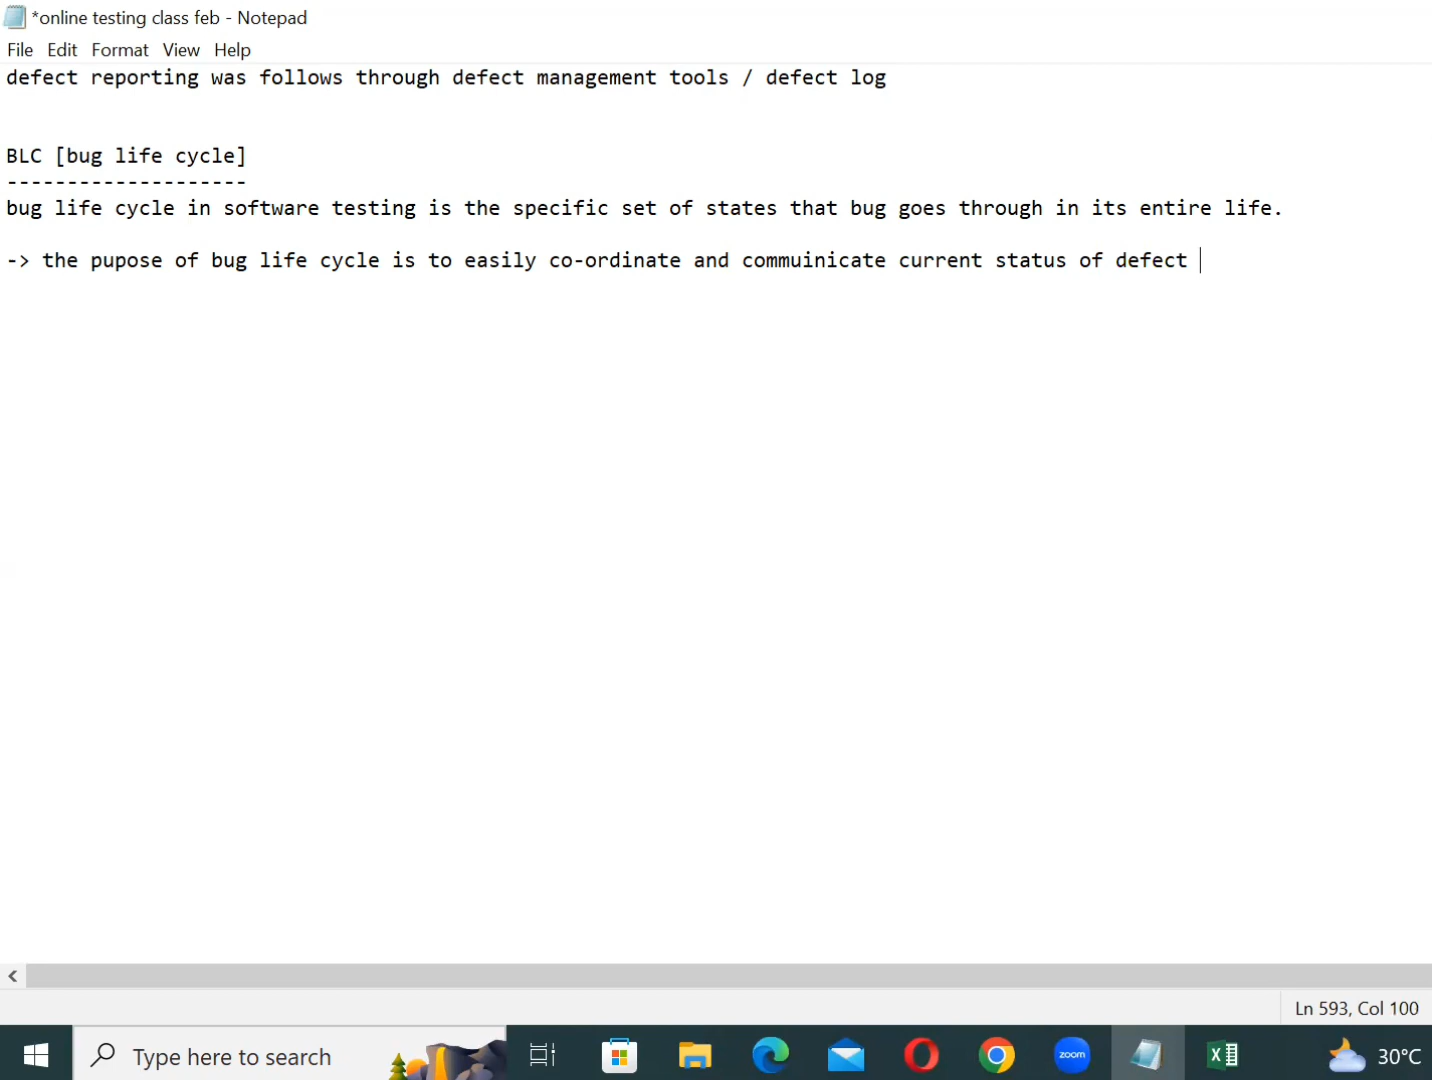 *online testing class feb - Notepad
File Edit Format View Help
defect reporting was follows through defect management tools / defect log
BLC [bug life cycle]
--------------------
bug life cycle in software testing is the specific set of states that bug goes through in its entire life.
-> the pupose of bug life cycle is to easily co-ordinate and commuinicate current status of defect
Ln 593, Col 100
Type here to search
zoom
30°C